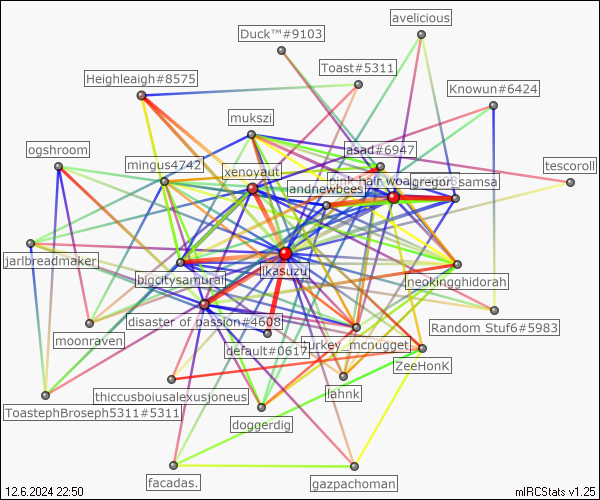 avelicious
Duck™#9103
Toast#5311
Heighleaigh#8575
Knowun#6424
mukszi
ogshroom
asad#6947
mingus4742
xenoyaut
tescoroll
pink hair woa
gregor samsa
andnewbees
jarlbreadmaker
ikasuzu
bigcitysamurai
neokingghidorah
disaster of passion#4608
Random Stuf6#5983
moonraven
default#0617
turkey_mcnugget
ZeeHonK
thiccusboiusalexusjoneus
lahnk
ToastephBroseph5311#5311
doggerdig
facadas.
gazpachoman
12.6.2024 22:50
mIRCStats v1.25